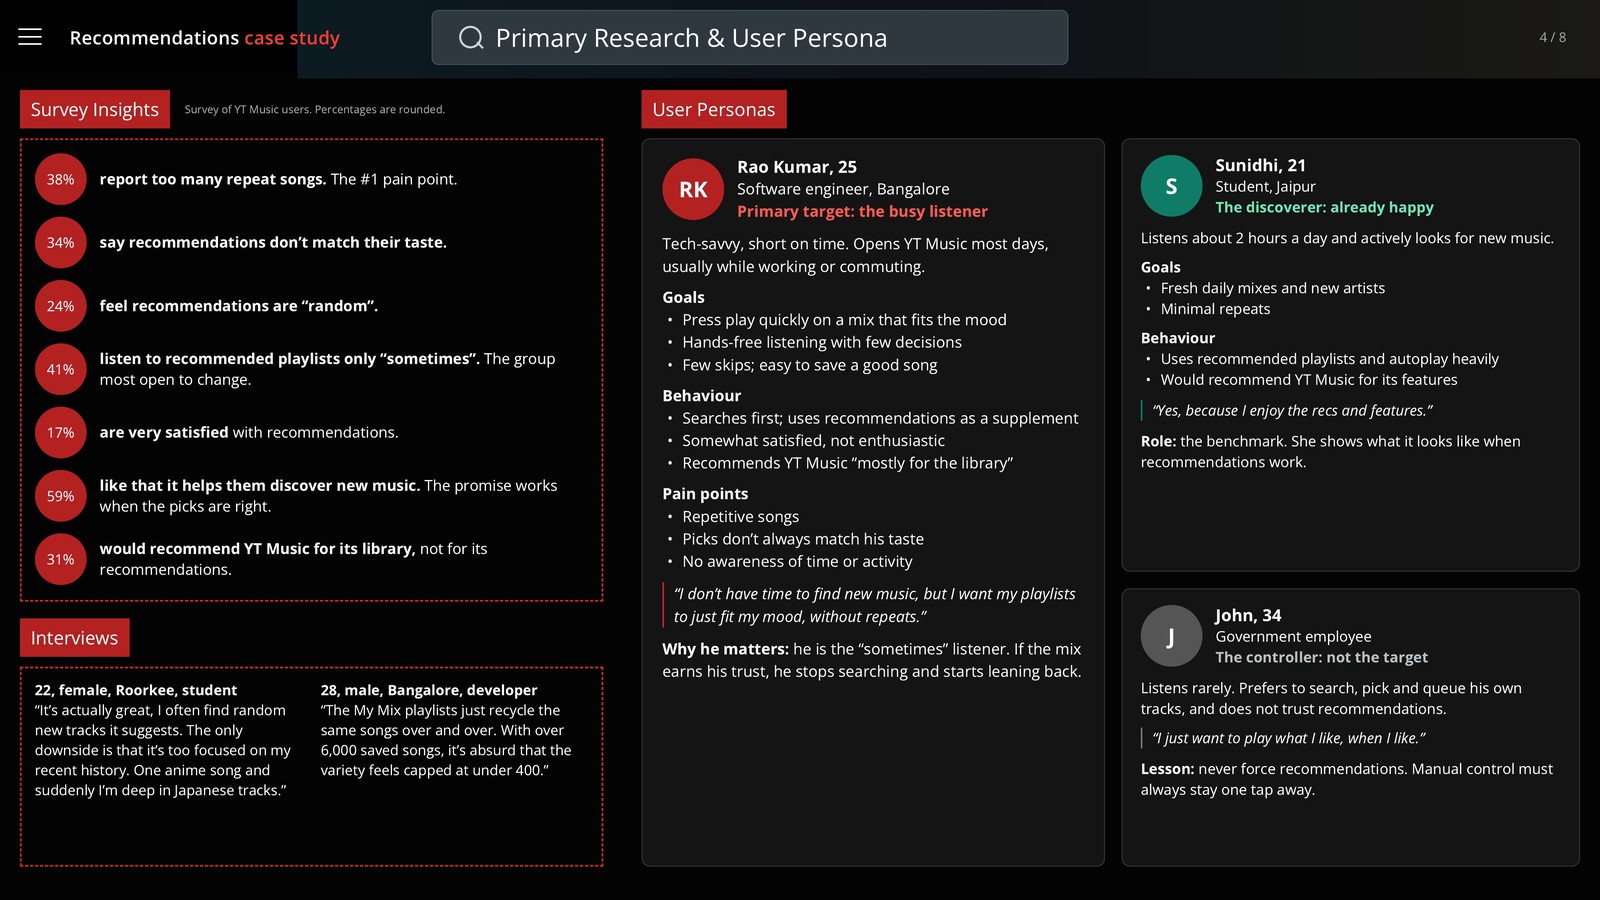 Recommendations case study
Primary Research & User Persona
4 / 8
Survey Insights
Survey of YT Music users. Percentages are rounded.
38%
report too many repeat songs. The #1 pain point.
34%
say recommendations don’t match their taste.
24%
feel recommendations are “random”.
41%
listen to recommended playlists only “sometimes”. The group
most open to change.
17%
are very satisfied with recommendations.
59%
like that it helps them discover new music. The promise works
when the picks are right.
31%
would recommend YT Music for its library, not for its
recommendations.
Interviews
22, female, Roorkee, student
“It’s actually great, I often find random
new tracks it suggests. The only
downside is that it’s too focused on my
recent history. One anime song and
suddenly I’m deep in Japanese tracks.”
28, male, Bangalore, developer
“The My Mix playlists just recycle the
same songs over and over. With over
6,000 saved songs, it’s absurd that the
variety feels capped at under 400.”
User Personas
RK
Rao Kumar, 25
Software engineer, Bangalore
Primary target: the busy listener
Tech-savvy, short on time. Opens YT Music most days,
usually while working or commuting.
Goals
• Press play quickly on a mix that fits the mood
• Hands-free listening with few decisions
• Few skips; easy to save a good song
Behaviour
• Searches first; uses recommendations as a supplement
• Somewhat satisfied, not enthusiastic
• Recommends YT Music “mostly for the library”
Pain points
• Repetitive songs
• Picks don’t always match his taste
• No awareness of time or activity
“I don’t have time to find new music, but I want my playlists
to just fit my mood, without repeats.”
Why he matters: he is the “sometimes” listener. If the mix
earns his trust, he stops searching and starts leaning back.
S
Sunidhi, 21
Student, Jaipur
The discoverer: already happy
Listens about 2 hours a day and actively looks for new music.
Goals
• Fresh daily mixes and new artists
• Minimal repeats
Behaviour
• Uses recommended playlists and autoplay heavily
• Would recommend YT Music for its features
“Yes, because I enjoy the recs and features.”
Role: the benchmark. She shows what it looks like when
recommendations work.
J
John, 34
Government employee
The controller: not the target
Listens rarely. Prefers to search, pick and queue his own
tracks, and does not trust recommendations.
“I just want to play what I like, when I like.”
Lesson: never force recommendations. Manual control must
always stay one tap away.